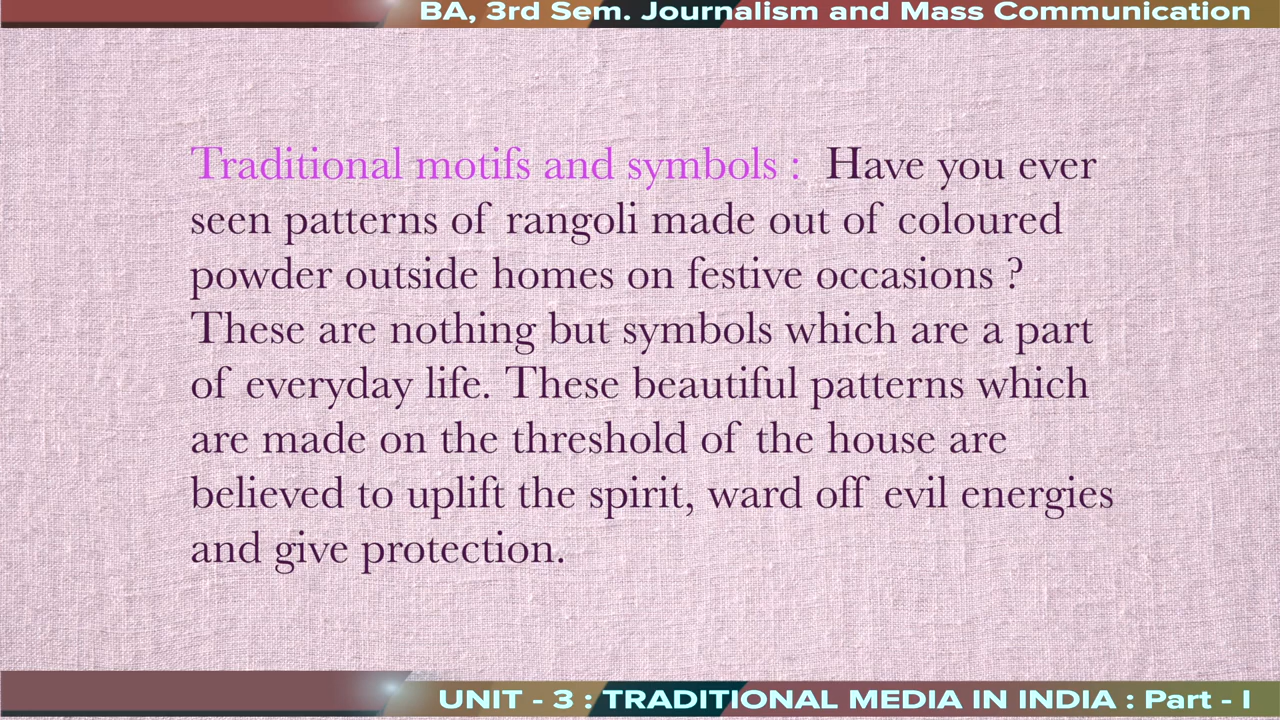 BA, 3rd Sem. Journalism and Mass Communication
Traditional motifs and symbols : Have you ever
seen patterns of rangoli made out of coloured
powder outside homes on festive occasions ?
These are nothing but symbols which are a part
of everyday life. These beautiful patterns which
are made on the threshold of the house are
believed to uplift the spirit, ward off evil energies
and give protection.
UNIT - 3 : TRADITIONAL MEDIA IN INDIA : Part - I